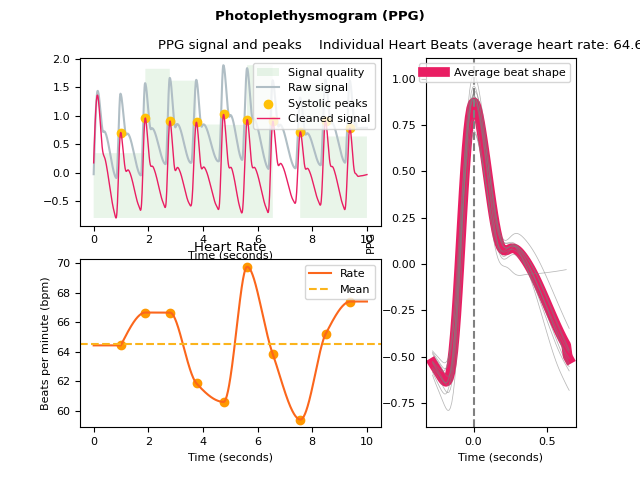 Photoplethysmogram (PPG)
PPG signal and peaks
Individual Heart Beats (average heart rate: 64.6
2.0
1.5
1.0
0.5
0.0
−0.5
Signal quality
Raw signal
Systolic peaks
Cleaned signal
0 2 4 6 8 10
Time (seconds)
Heart Rate
70
68
66
64
62
60
Beats per minute (bpm)
Rate
Mean
0 2 4 6 8 10
Time (seconds)
PPG
1.00
0.75
0.50
0.25
0.00
−0.25
−0.50
−0.75
Average beat shape
0.0 0.5
Time (seconds)